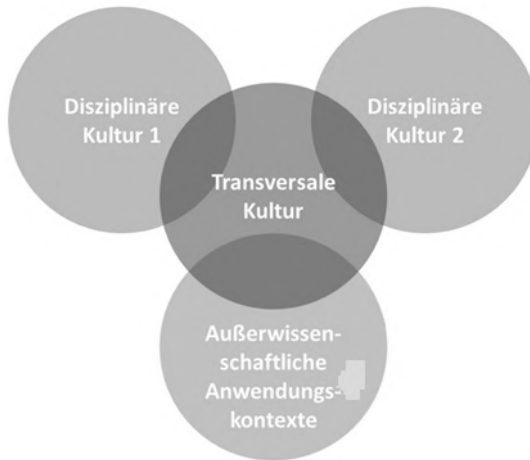 Disziplinäre
Kultur 1
Disziplinäre
Kultur 2
Transversale
Kultur
Außerwissen-
schaftliche
Anwendungs-
kontexte